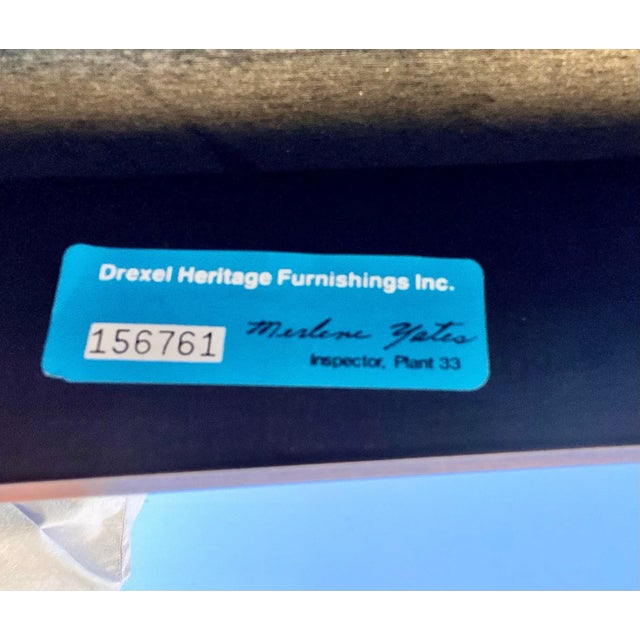 Drexel Heritage Furnishings Inc.
156761 Merlene Yates
Inspector, Plant 33